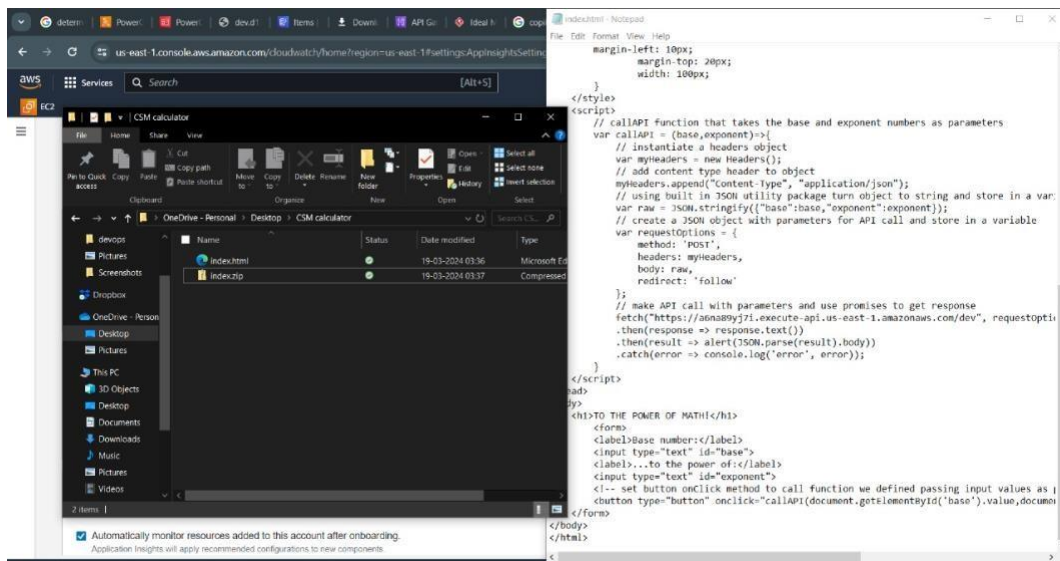 determ
PowerC
Power
dev.d1
Items
Downl
API Ga
Ideal
copi
us-east-1.console.aws.amazon.com/cloudwatch/home?region=us-east-1#settings:AppInsightsSetting
aws
Services
Search
[Alt+S]
EC2
CSM calculator
File Home Share View
Pin to Quick access
Copy
Paste
Cut
Copy path
Paste shortcut
Move to
Copy to
Delete
Rename
New folder
Properties
Open
Edit
History
Select all
Select none
Invert selection
Clipboard
Organize
New
Open
Select
OneDrive - Personal > Desktop > CSM calculator
Name Status Date modified Type
index.html 19-03-2024 03:36 Microsoft Ed
index.zip 19-03-2024 03:37 Compressed
devops
Pictures
Screenshots
Dropbox
OneDrive - Person
Desktop
Pictures
This PC
3D Objects
Desktop
Documents
Downloads
Music
Pictures
Videos
2 items
Automatically monitor resources added to this account after onboarding.
Application Insights will apply recommended configurations to new components.
index.html - Notepad
File Edit Format View Help
margin-left: 10px;
margin-top: 20px;
width: 100px;
}
</style>
<script>
// callAPI function that takes the base and exponent numbers as parameters
var callAPI = (base,exponent)=>{
// instantiate a headers object
var myHeaders = new Headers();
// add content type header to object
myHeaders.append("Content-Type", "application/json");
// using built in JSON utility package turn object to string and store in a var
var raw = JSON.stringify({"base":base,"exponent":exponent});
// create a JSON object with parameters for API call and store in a variable
var requestOptions = {
method: 'POST',
headers: myHeaders,
body: raw,
redirect: 'follow'
};
// make API call with parameters and use promises to get response
fetch("https://a6na89yj7i.execute-api.us-east-1.amazonaws.com/dev", requestOptio
.then(response => response.text())
.then(result => alert(JSON.parse(result).body))
.catch(error => console.log('error', error));
}
</script>
ead>
dy>
<h1>TO THE POWER OF MATH!</h1>
<form>
<label>Base number:</label>
<input type="text" id="base">
<label>...to the power of:</label>
<input type="text" id="exponent">
<!-- set button onClick method to call function we defined passing input values as p
<button type="button" onclick="callAPI(document.getElementById('base').value,documen
</form>
</body>
</html>